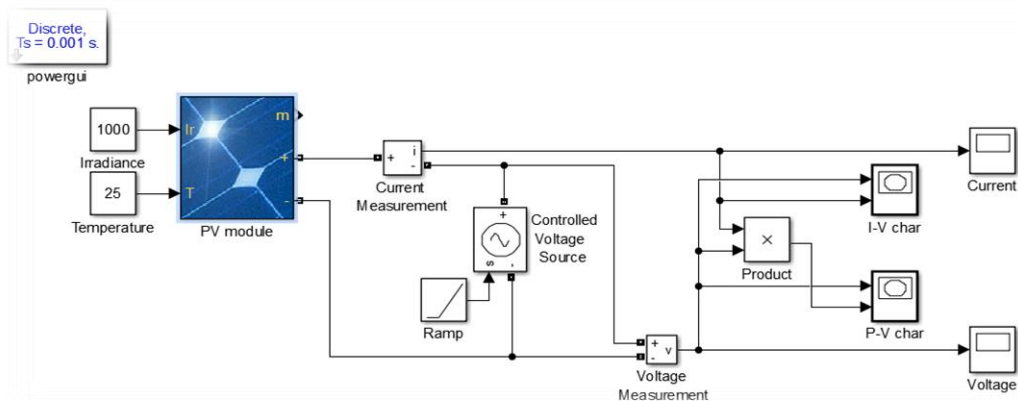 Discrete,
Ts = 0.001 s.
powergui
1000
Ir
m
+
Irradiance
25
T
-
Temperature
PV module
+
i
-
Current
Measurement
+
s
-
Controlled
Voltage
Source
Ramp
+
-
v
Voltage
Measurement
×
Product
Current
I-V char
P-V char
Voltage